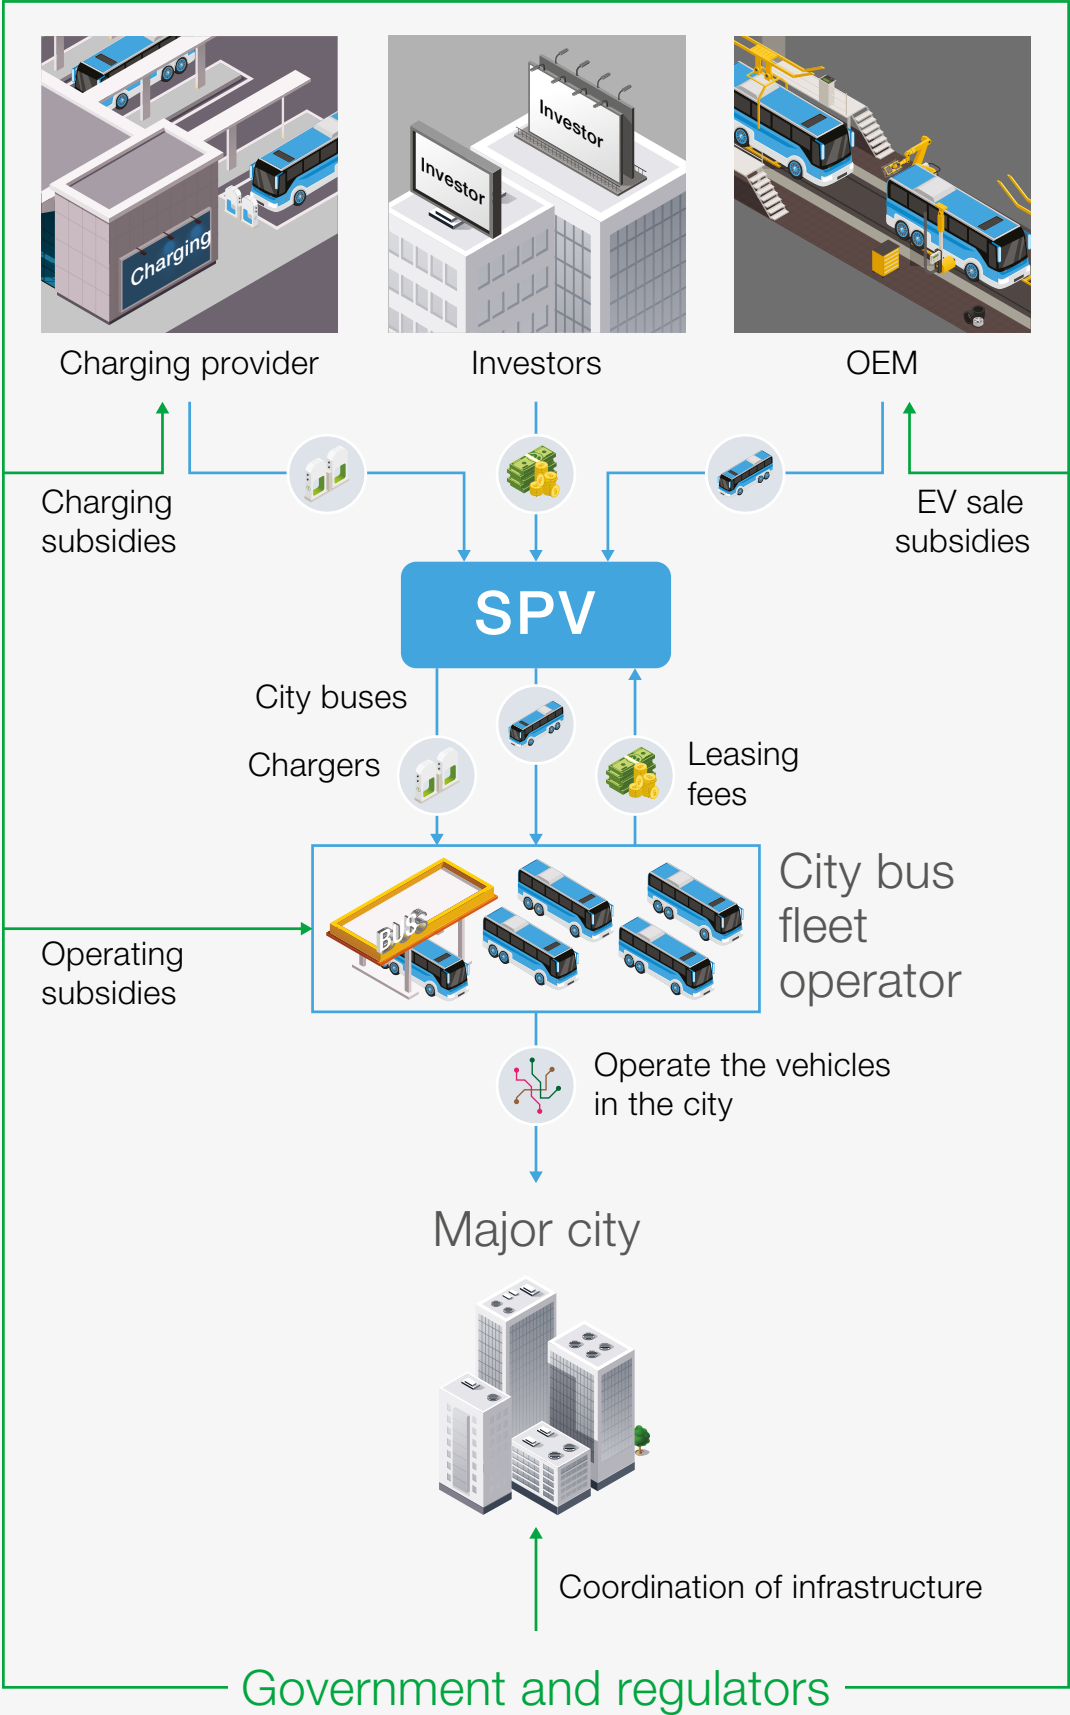 Charging
Investor
Investor
Charging provider
Investors
OEM
Charging
subsidies
EV sale
subsidies
SPV
City buses
Chargers
Leasing
fees
BUS
City bus
fleet
operator
Operating
subsidies
Operate the vehicles
in the city
Major city
Coordination of infrastructure
Government and regulators